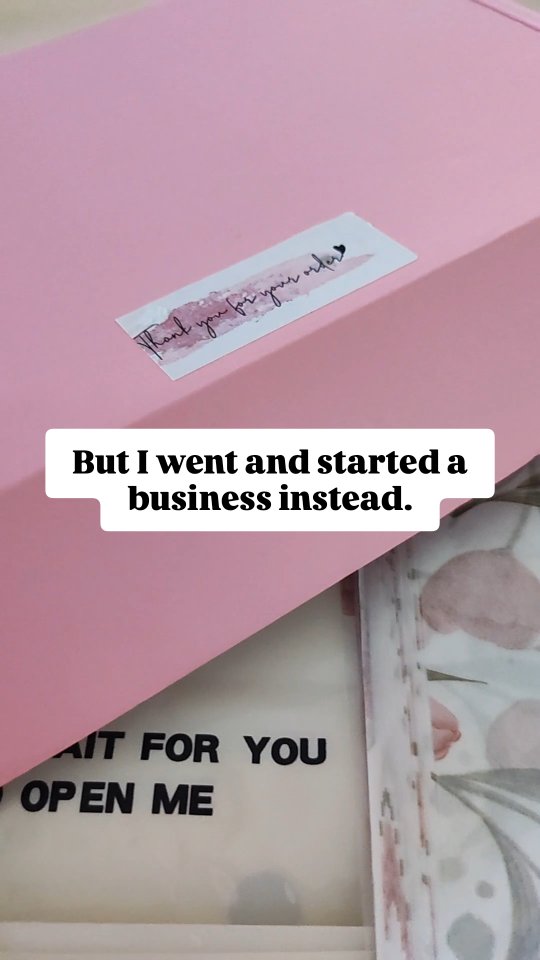 Thank you for your order
But I went and started a
business instead.
AIT FOR YOU
OPEN ME